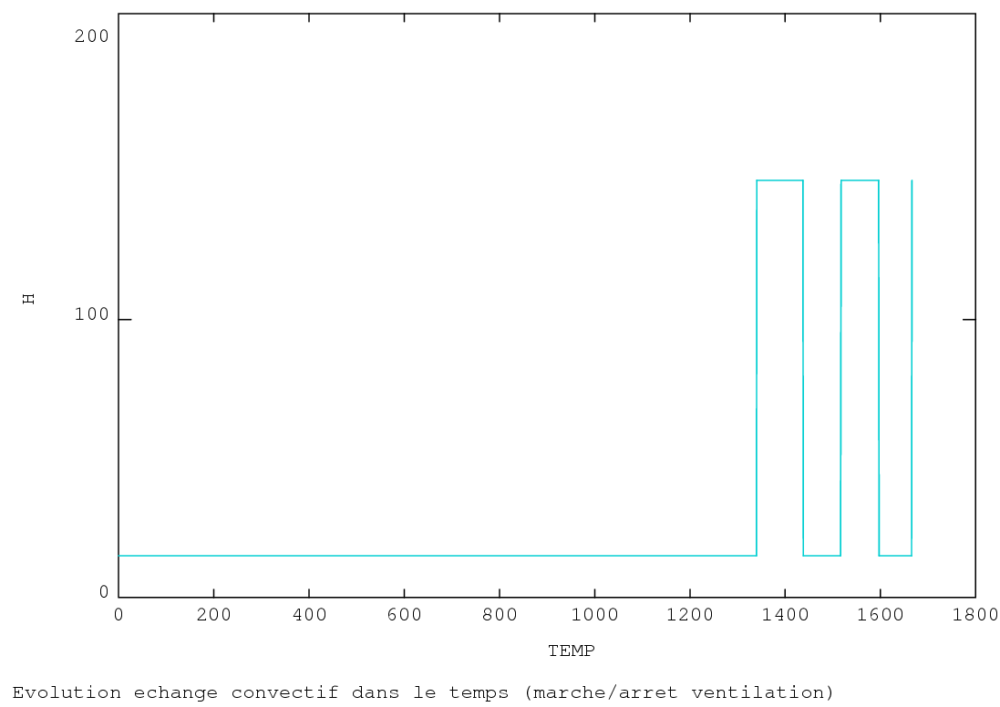 200
H
100
0
0 200 400 600 800 1000 1200 1400 1600 1800
TEMP
Evolution echange convectif dans le temps (marche/arret ventilation)